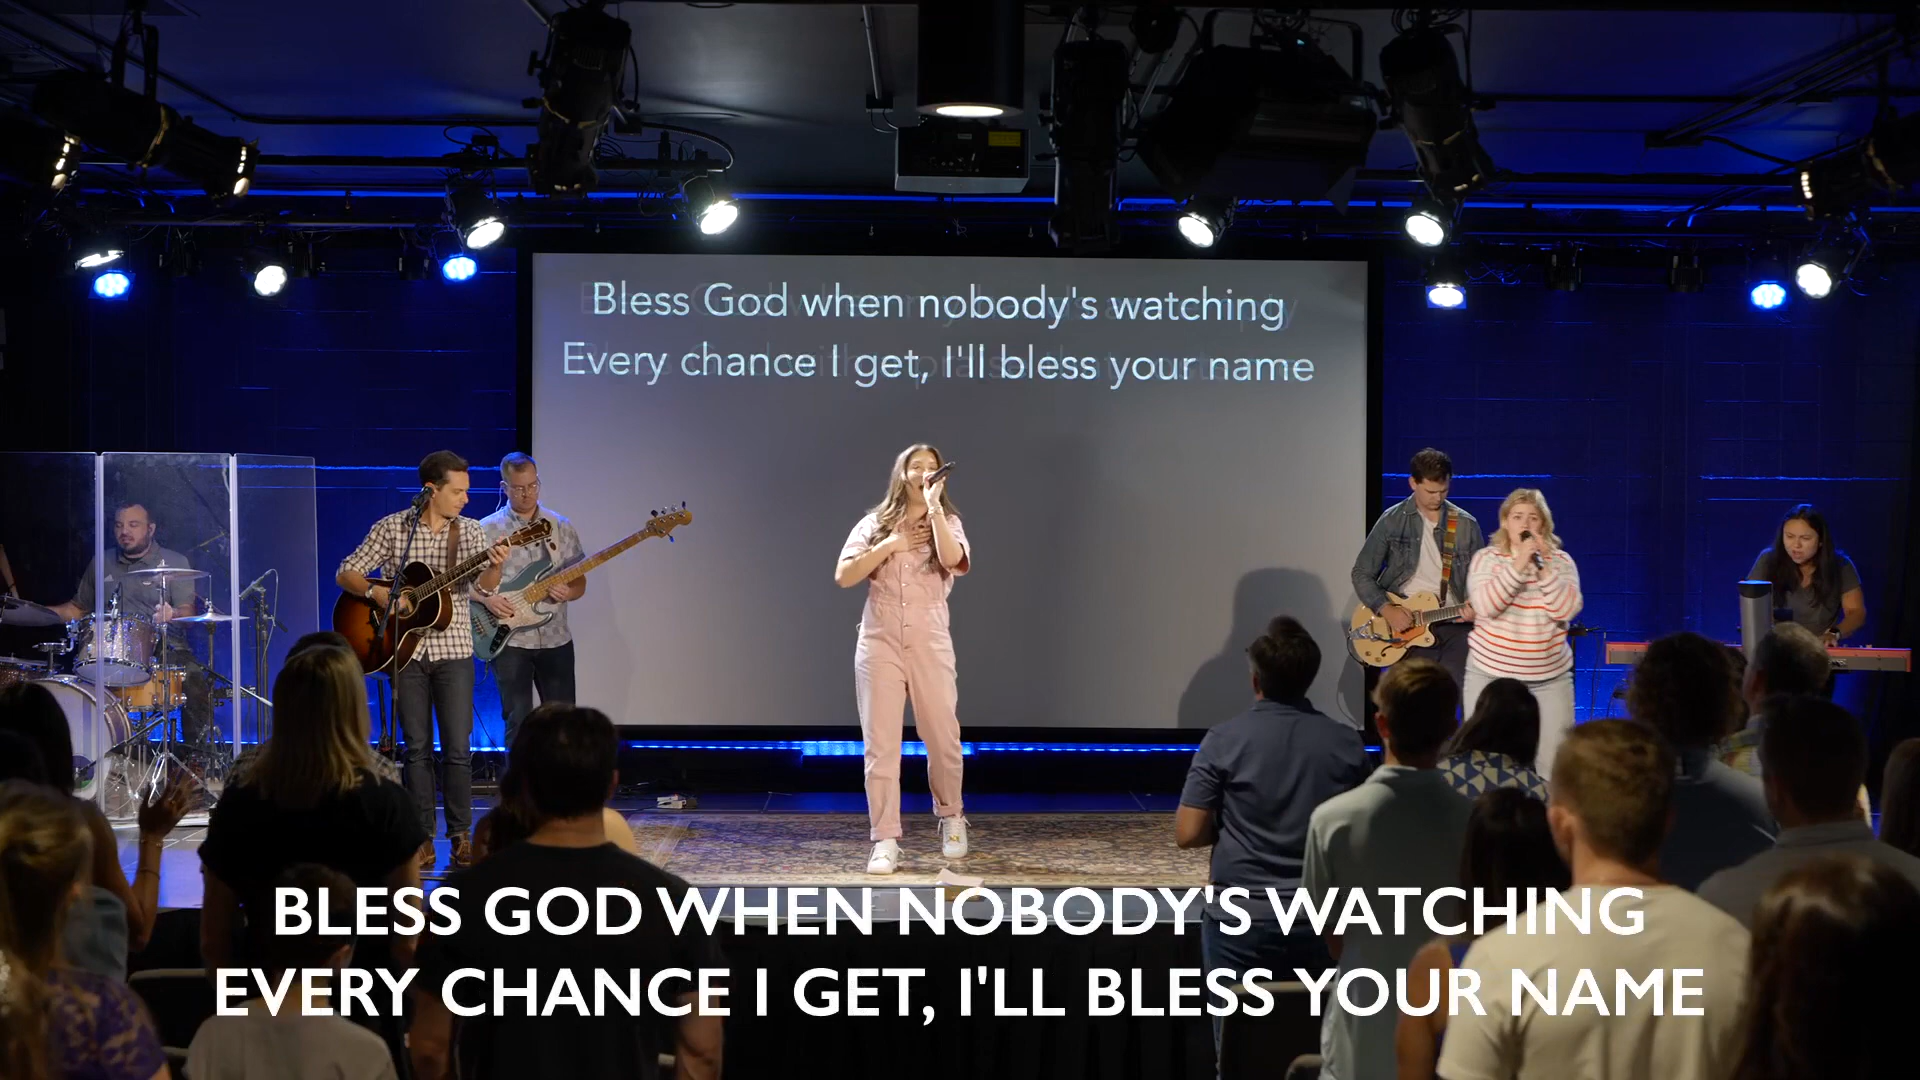 Bless God when nobody's watching
Every chance I get, I'll bless your name
BLESS GOD WHEN NOBODY'S WATCHING
EVERY CHANCE I GET, I'LL BLESS YOUR NAME